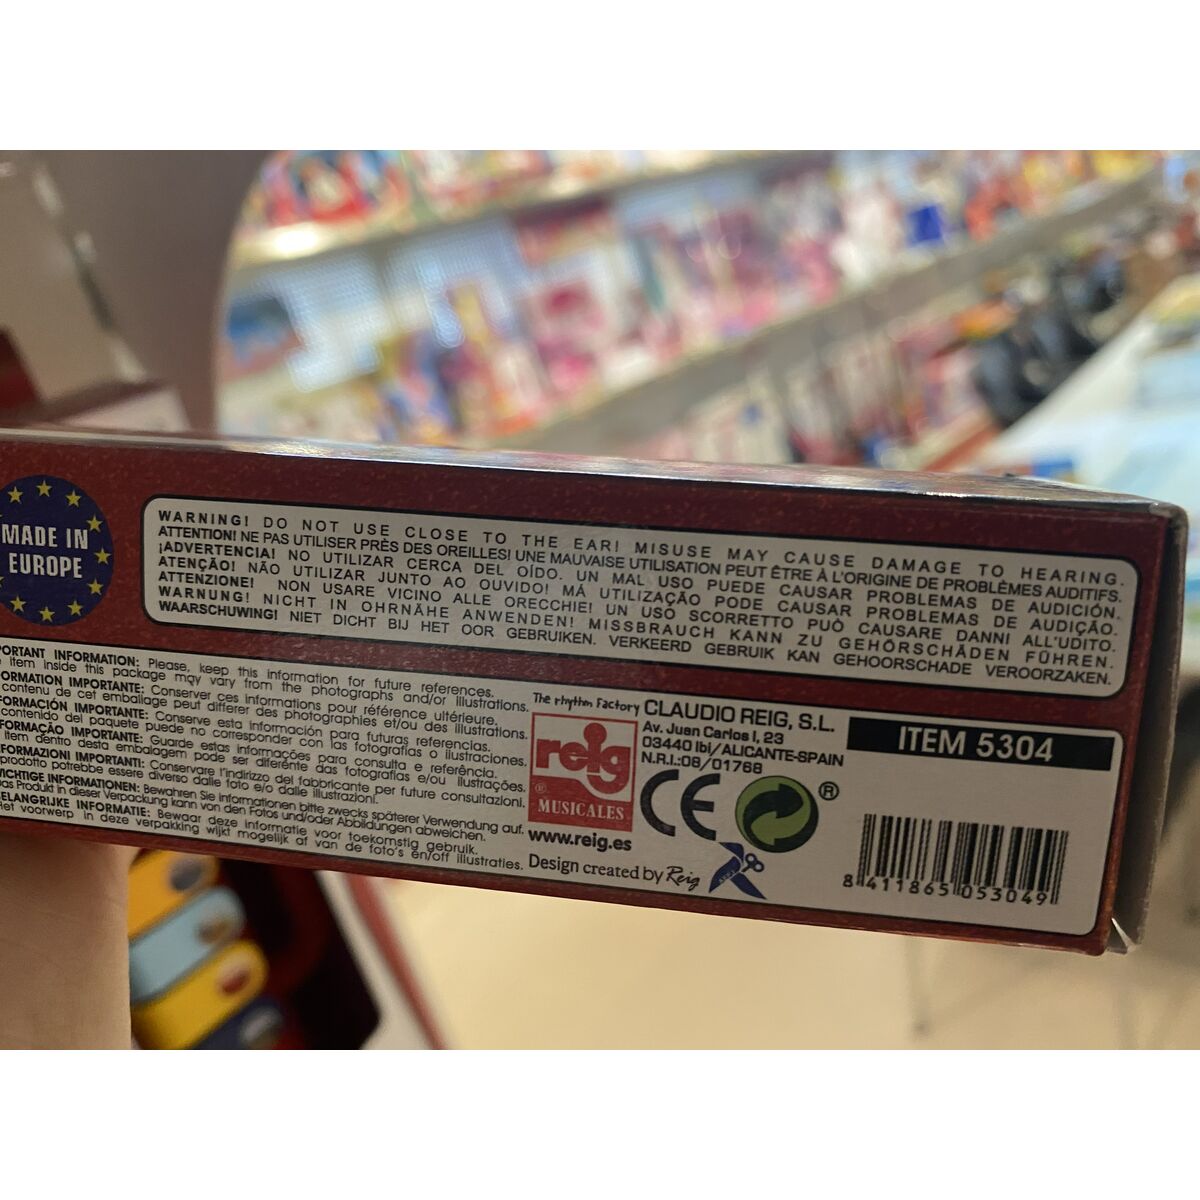 MADE IN
EUROPE
WARNING! DO NOT USE CLOSE TO THE EAR! MISUSE MAY CAUSE DAMAGE TO HEARING.
ATTENTION! NE PAS UTILISER PRÈS DES OREILLES! UNE MAUVAISE UTILISATION PEUT ÊTRE À L'ORIGINE DE PROBLÈMES AUDITIFS.
¡ADVERTENCIA! NO UTILIZAR CERCA DEL OÍDO. UN MAL USO PUEDE CAUSAR PROBLEMAS DE AUDICIÓN.
ATENÇÃO! NÃO UTILIZAR JUNTO AO OUVIDO! MÁ UTILIZAÇÃO PODE CAUSAR PROBLEMAS DE AUDIÇÃO.
ATTENZIONE! NON USARE VICINO ALLE ORECCHIE! UN USO SCORRETTO PUÒ CAUSARE DANNI ALL'UDITO.
WARNUNG! NICHT IN OHRNÄHE ANWENDEN! MISSBRAUCH KANN ZU GEHÖRSCHÄDEN FÜHREN.
WAARSCHUWING! NIET DICHT BIJ HET OOR GEBRUIKEN. VERKEERD GEBRUIK KAN GEHOORSCHADE VEROORZAKEN.
PORTANT INFORMATION: Please, keep this information for future references.
item inside this package may vary from the photographs and/or illustrations.
ORMATION IMPORTANTE: Conserver ces informations pour référence ultérieure.
contenu de cet emballage peut différer des photographies et/ou des illustrations.
FORMACIÓN IMPORTANTE: Conserve esta información para futuras referencias.
contenido del paquete puede no corresponder con las fotografías o ilustraciones.
FORMAÇÃO IMPORTANTE: Guarde estas informações para consulta e referência.
item dentro desta embalagem pode ser diferênte das fotografias e/ou ilustrações.
FORMAZIONI IMPORTANTI: Conservare l'indirizzo del fabbricante per future consultazioni.
prodotto potrebbe essere diverso dalle foto e/o dalle illustrazioni.
ICHTIGE INFORMATIONEN: Bewahren Sie informationen bitte zwecks späterer Verwendung auf.
as Produkt in dieser Verpackung kann von den Fotos und/oder Abbildungen abweichen.
ELANGRIJKE INFORMATIE: Bewaar deze informatie voor toekomstig gebruik.
Het voorwerp in deze verpakking wijkt mogelijk af van de foto's en/off illustraties.
The rhythm Factory
reig
® MUSICALES
www.reig.es
Design created by Reig
CLAUDIO REIG, S.L.
Av. Juan Carlos I, 23
03440 Ibi/ALICANTE-SPAIN
N.R.I.:08/01768
CE
®
ITEM 5304
8 411865 053049